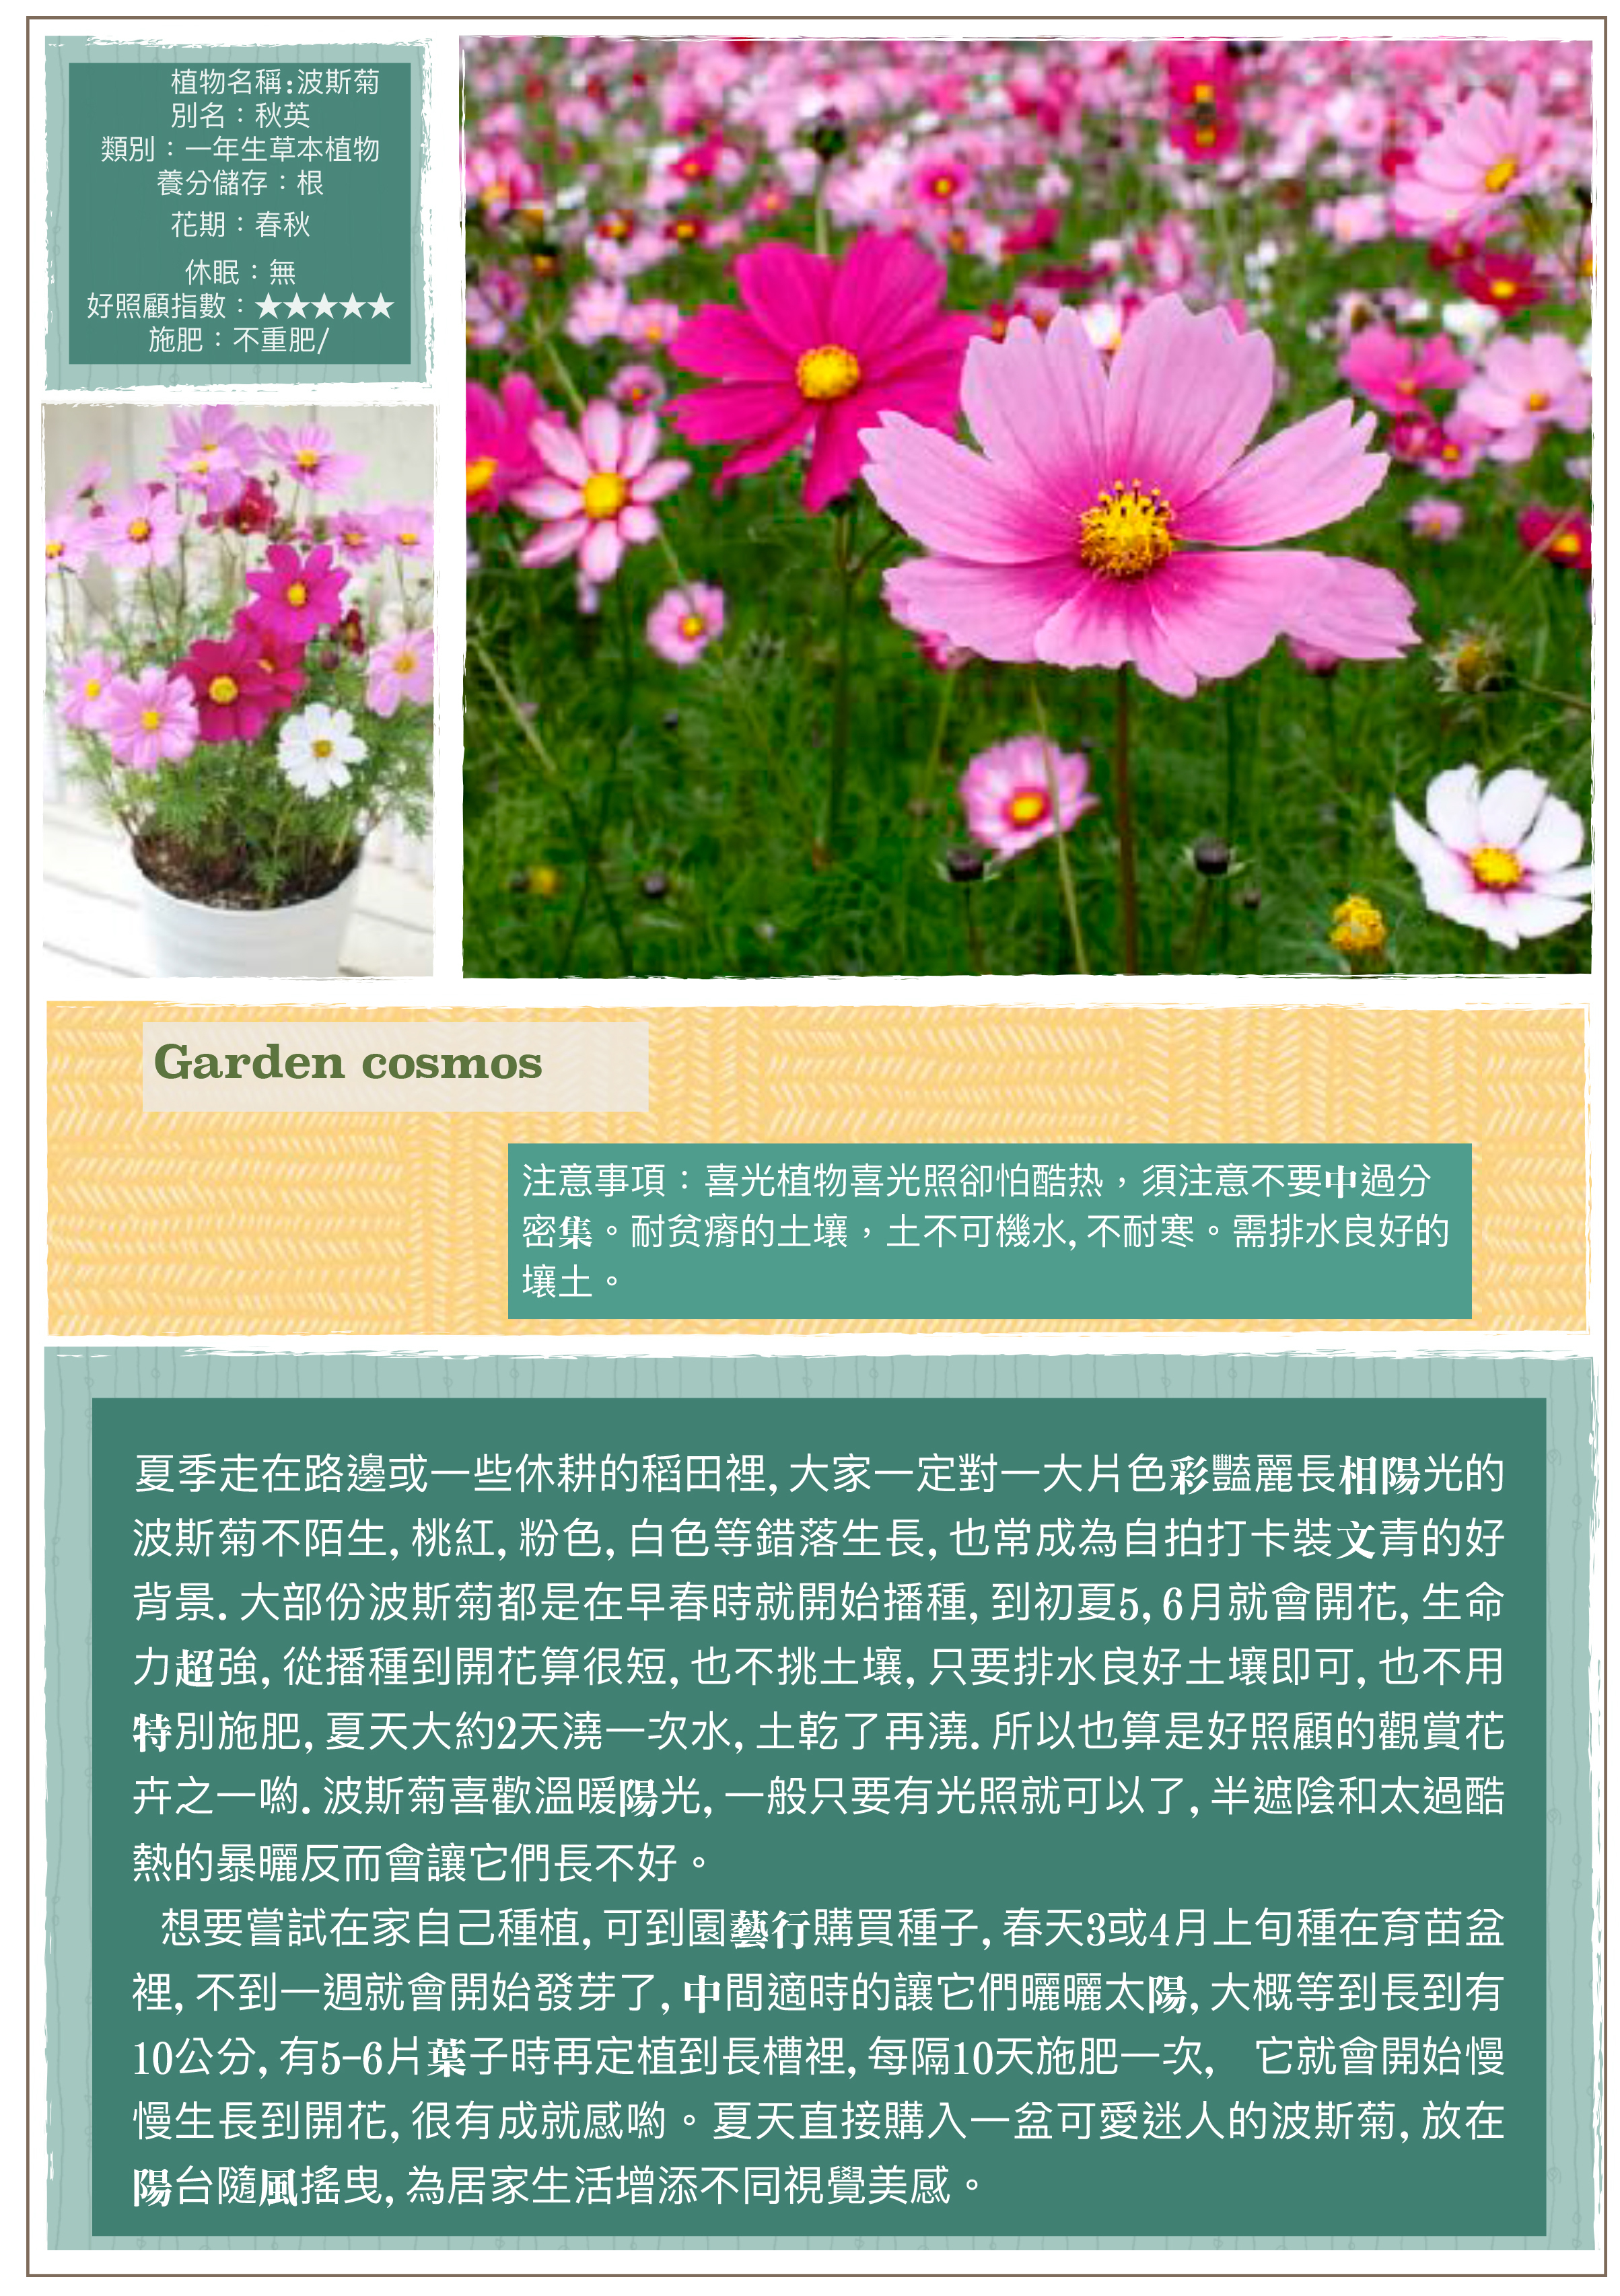 植物名稱:波斯菊
別名：秋英
類別：一年生草本植物
養分儲存：根
花期：春秋
休眠：無
好照顧指數：★★★★★
施肥：不重肥/
Garden cosmos
注意事項：喜光植物喜光照卻怕酷热，須注意不要中過分
密集。耐贫瘠的土壤，土不可機水, 不耐寒。需排水良好的
壤土。
夏季走在路邊或一些休耕的稻田裡, 大家一定對一大片色彩豔麗長相陽光的
波斯菊不陌生, 桃紅, 粉色, 白色等錯落生長, 也常成為自拍打卡裝文青的好
背景. 大部份波斯菊都是在早春時就開始播種, 到初夏5, 6月就會開花, 生命
力超強, 從播種到開花算很短, 也不挑土壤, 只要排水良好土壤即可, 也不用
特別施肥, 夏天大約2天澆一次水, 土乾了再澆. 所以也算是好照顧的觀賞花
卉之一喲. 波斯菊喜歡溫暖陽光, 一般只要有光照就可以了, 半遮陰和太過酷
熱的暴曬反而會讓它們長不好。
想要嘗試在家自己種植, 可到園藝行購買種子, 春天3或4月上旬種在育苗盆
裡, 不到一週就會開始發芽了, 中間適時的讓它們曬曬太陽, 大概等到長到有
10公分, 有5-6片葉子時再定植到長槽裡, 每隔10天施肥一次, 它就會開始慢
慢生長到開花, 很有成就感喲。夏天直接購入一盆可愛迷人的波斯菊, 放在
陽台隨風搖曳, 為居家生活增添不同視覺美感。